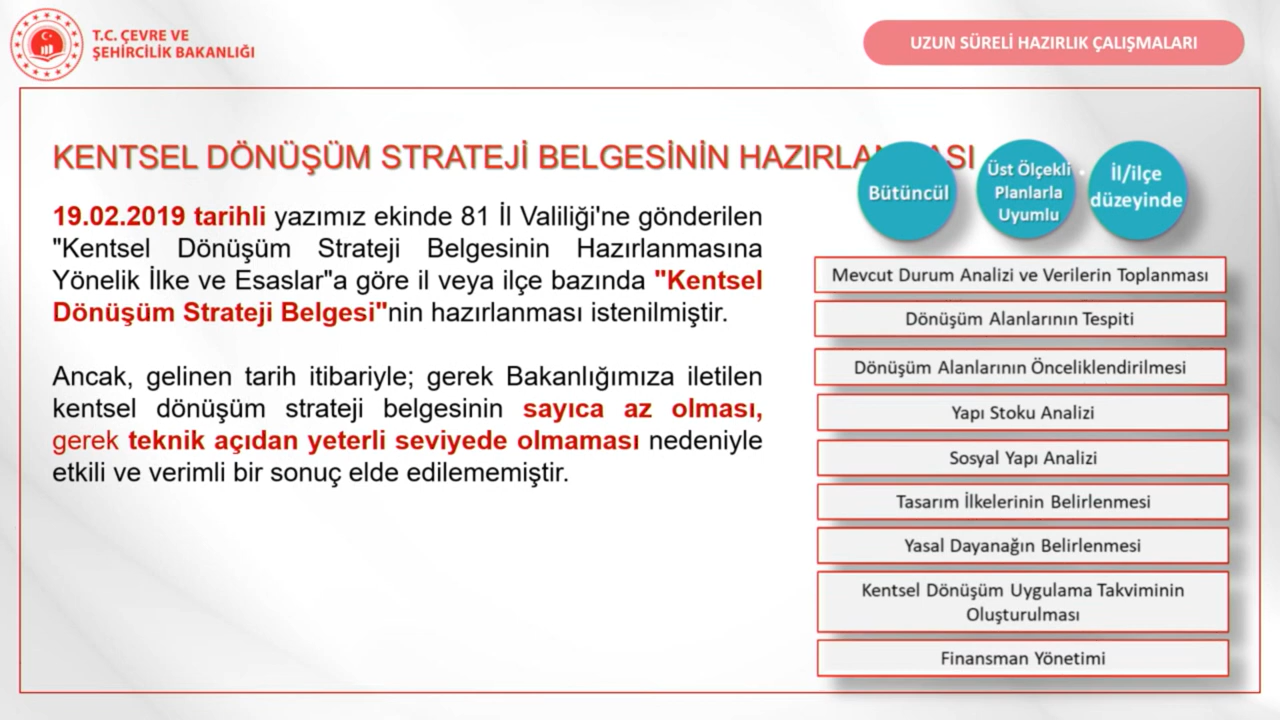 T.C. ÇEVRE VE
ŞEHİRCİLİK BAKANLIĞI
UZUN SÜRELİ HAZIRLIK ÇALIŞMALARI
KENTSEL DÖNÜŞÜM STRATEJİ BELGESİNİN HAZIRLANMASI
19.02.2019 tarihli yazımız ekinde 81 İl Valiliği'ne gönderilen
"Kentsel Dönüşüm Strateji Belgesinin Hazırlanmasına
Yönelik İlke ve Esaslar"a göre il veya ilçe bazında "Kentsel
Dönüşüm Strateji Belgesi"nin hazırlanması istenilmiştir.
Ancak, gelinen tarih itibariyle; gerek Bakanlığımıza iletilen
kentsel dönüşüm strateji belgesinin sayıca az olması,
gerek teknik açıdan yeterli seviyede olmaması nedeniyle
etkili ve verimli bir sonuç elde edilememiştir.
Bütüncül
Üst Ölçekli
Planlarla
Uyumlu
İl/ilçe
düzeyinde
Mevcut Durum Analizi ve Verilerin Toplanması
Dönüşüm Alanlarının Tespiti
Dönüşüm Alanlarının Önceliklendirilmesi
Yapı Stoku Analizi
Sosyal Yapı Analizi
Tasarım İlkelerinin Belirlenmesi
Yasal Dayanağın Belirlenmesi
Kentsel Dönüşüm Uygulama Takviminin
Oluşturulması
Finansman Yönetimi